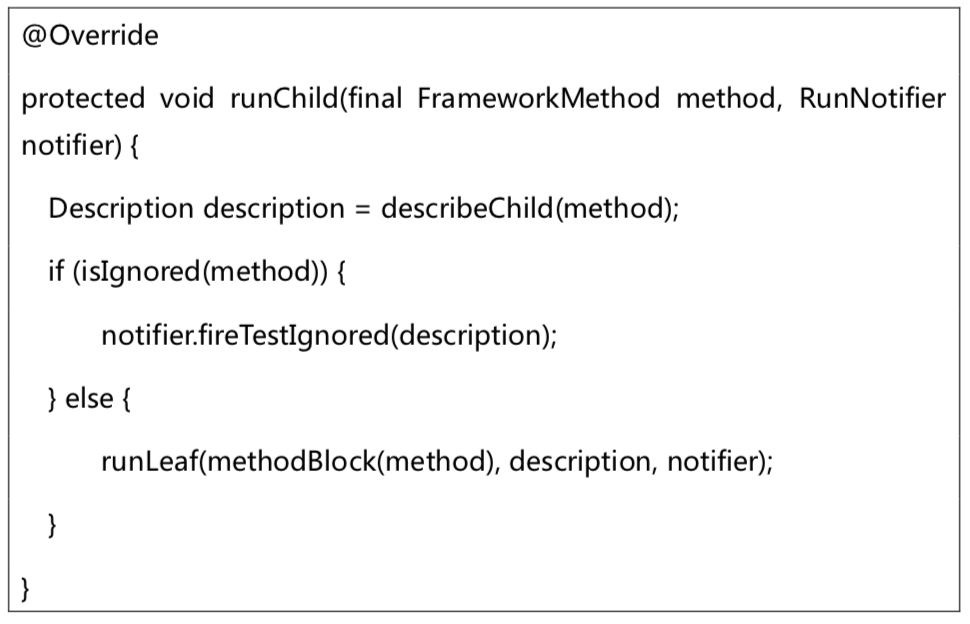 @Override
protected void runChild(final FrameworkMethod method, RunNotifier
notifier) {
Description description = describeChild(method);
if (isIgnored(method)) {
notifier.fireTestIgnored(description);
} else {
runLeaf(methodBlock(method), description, notifier);
}
}